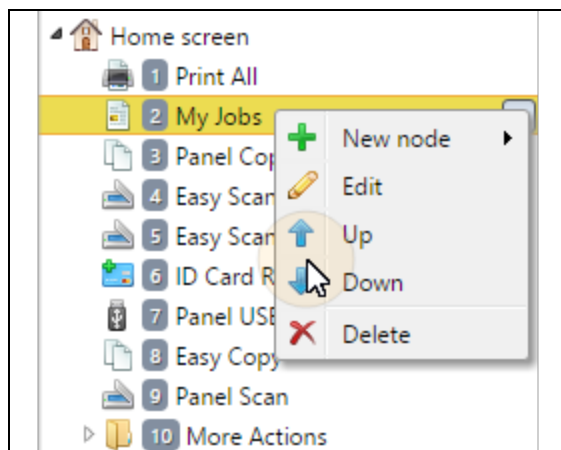 Home screen
1 Print All
2 My Jobs
New node
3 Panel Cop
Edit
4 Easy Scan
5 Easy Scan
Up
6 ID Card R
Down
7 Panel USB
Delete
8 Easy Copy
9 Panel Scan
10 More Actions